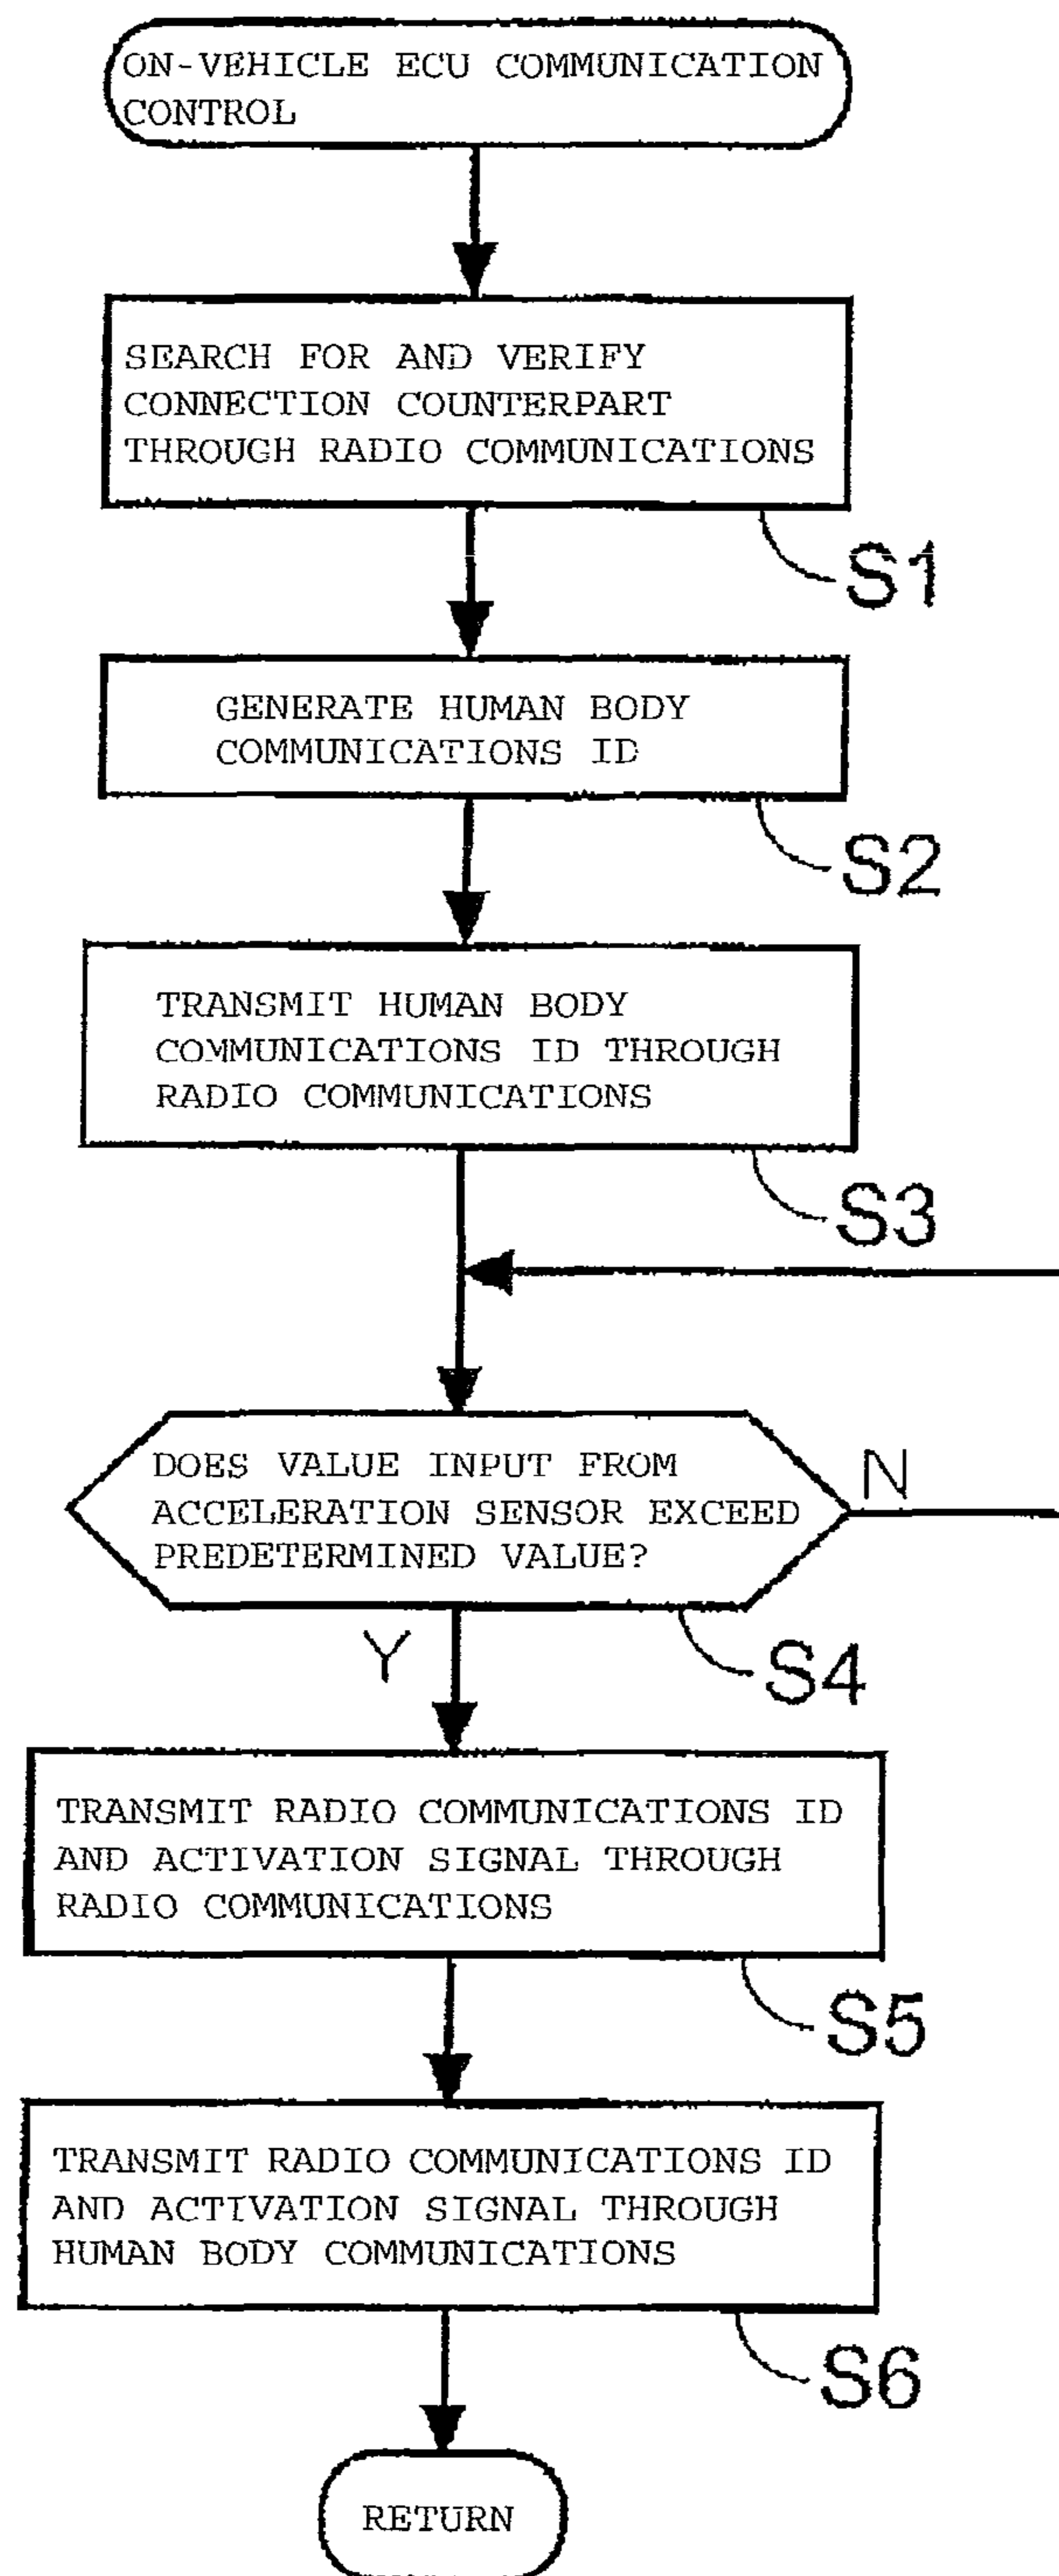 ON-VEHICLE ECU COMMUNICATION
CONTROL
SEARCH FOR AND VERIFY
CONNECTION COUNTERPART
THROUGH RADIO COMMUNICATIONS
S1
GENERATE HUMAN BODY
COMMUNICATIONS ID
S2
TRANSMIT HUMAN BODY
COMMUNICATIONS ID THROUGH
RADIO COMMUNICATIONS
S3
DOES VALUE INPUT FROM
ACCELERATION SENSOR EXCEED
PREDETERMINED VALUE?
N
Y
S4
TRANSMIT RADIO COMMUNICATIONS ID
AND ACTIVATION SIGNAL THROUGH
RADIO COMMUNICATIONS
S5
TRANSMIT RADIO COMMUNICATIONS ID
AND ACTIVATION SIGNAL THROUGH
HUMAN BODY COMMUNICATIONS
S6
RETURN